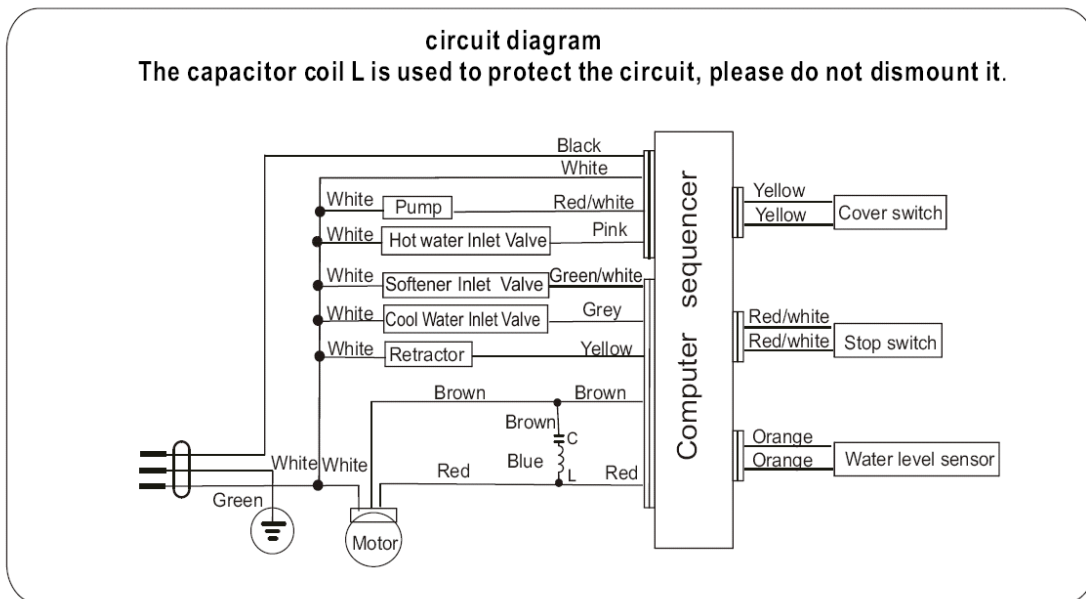 circuit diagram
The capacitor coil L is used to protect the circuit, please do not dismount it.
Black
White
White Pump Red/white
White Hot water Inlet Valve Pink
White Softener Inlet Valve Green/white
White Cool Water Inlet Valve Grey
White Retractor Yellow
Brown Brown
Brown C
Blue L
White White Red Red
Green
Motor
Computer sequencer
Yellow
Yellow
Cover switch
Red/white
Red/white
Stop switch
Orange
Orange
Water level sensor